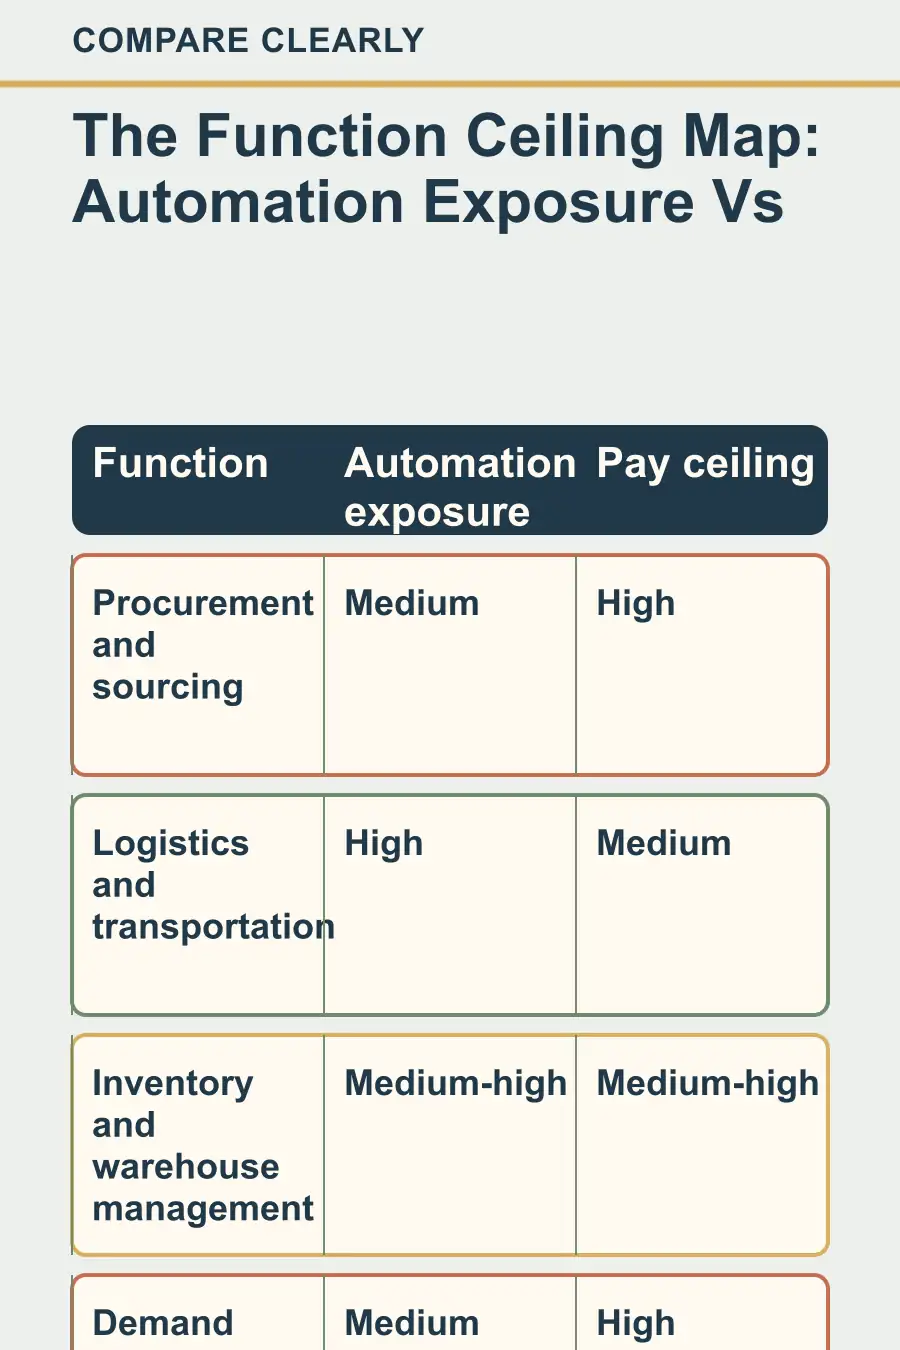 COMPARE CLEARLY
The Function Ceiling Map:
Automation Exposure Vs
Function
Automation
exposure
Pay ceiling
Procurement
and
sourcing
Medium
High
Logistics
and
transportation
High
Medium
Inventory
and
warehouse
management
Medium-high
Medium-high
Demand
Medium
High